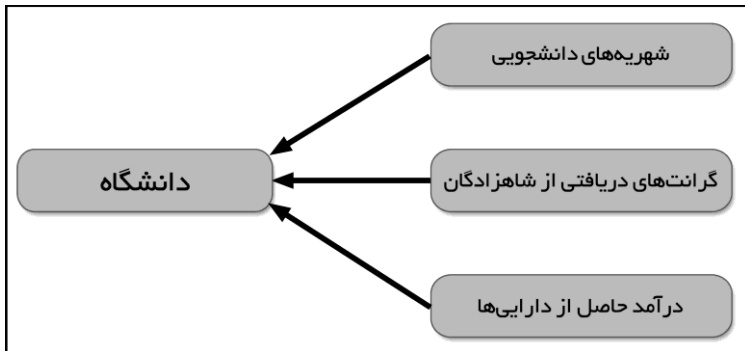 شهریه‌های دانشجویی
گرانت‌های دریافتی از شاهزادگان
دانشگاه
درآمد حاصل از دارایی‌ها